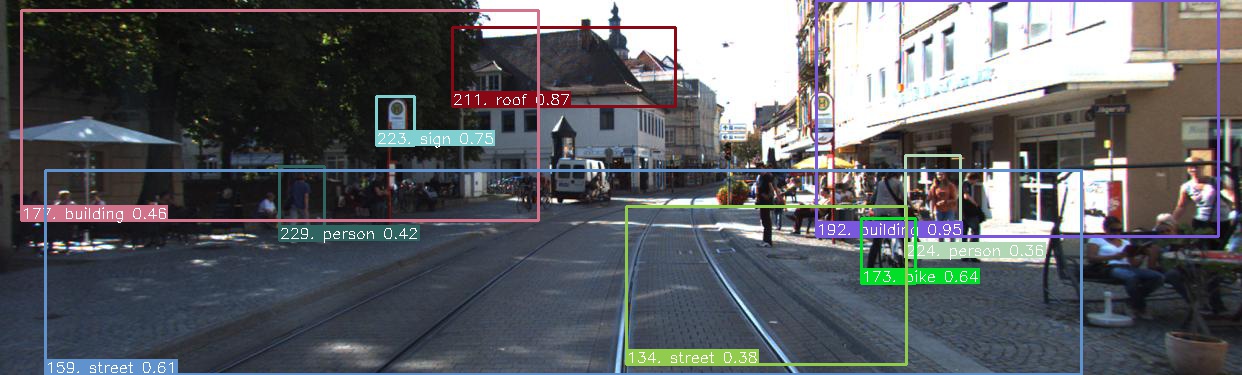 211. roof 0.87
223. sign 0.75
H
H
177. building 0.46
229. person 0.42
192. building 0.95
224. person 0.36
173. bike 0.64
134. street 0.38
159. street 0.61